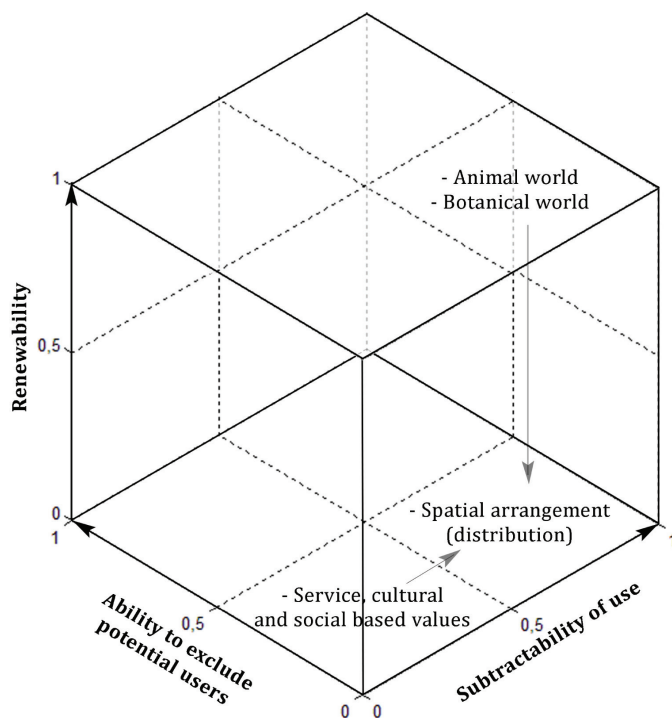 1
- Animal world
- Botanical world
Renewability
0,5
- Spatial arrangement
(distribution)
0
1
1
- Service, cultural
and social based values
Ability to exclude
potential users
0,5
0,5
Subtractability of use
0
0